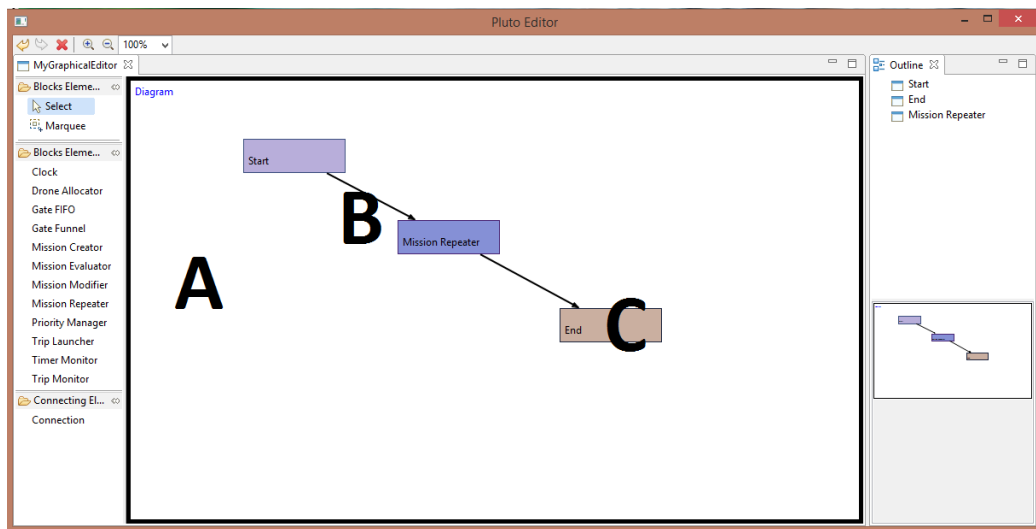 Pluto Editor
100%
MyGraphicalEditor
Blocks Eleme...
Select
Marquee
Blocks Eleme...
Clock
Drone Allocator
Gate FIFO
Gate Funnel
Mission Creator
Mission Evaluator
Mission Modifier
Mission Repeater
Priority Manager
Trip Launcher
Timer Monitor
Trip Monitor
Connecting El...
Connection
Diagram
Start
B
Mission Repeater
A
End
C
Outline
Start
End
Mission Repeater